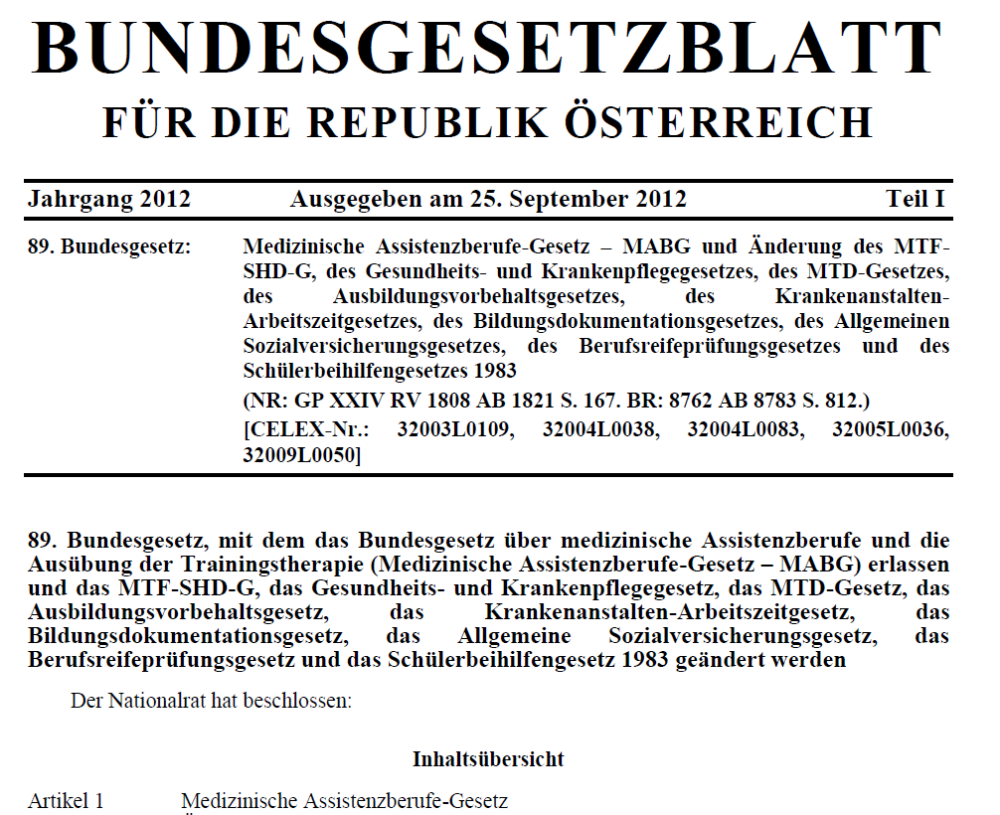 BUNDESGESETZBLATT
FÜR DIE REPUBLIK ÖSTERREICH
Jahrgang 2012 Ausgegeben am 25. September 2012 Teil I
89. Bundesgesetz: Medizinische Assistenzberufe-Gesetz – MABG und Änderung des MTF-
SHD-G, des Gesundheits- und Krankenpflegegesetzes, des MTD-Gesetzes,
des Ausbildungsvorbehaltsgesetzes, des Krankenanstalten-
Arbeitszeitgesetzes, des Bildungsdokumentationsgesetzes, des Allgemeinen
Sozialversicherungsgesetzes, des Berufsreifeprüfungsgesetzes und des
Schülerbeihilfengesetzes 1983
(NR: GP XXIV RV 1808 AB 1821 S. 167. BR: 8762 AB 8783 S. 812.)
[CELEX-Nr.: 32003L0109, 32004L0038, 32004L0083, 32005L0036,
32009L0050]
89. Bundesgesetz, mit dem das Bundesgesetz über medizinische Assistenzberufe und die
Ausübung der Trainingstherapie (Medizinische Assistenzberufe-Gesetz – MABG) erlassen
und das MTF-SHD-G, das Gesundheits- und Krankenpflegegesetz, das MTD-Gesetz, das
Ausbildungsvorbehaltsgesetz, das Krankenanstalten-Arbeitszeitgesetz, das
Bildungsdokumentationsgesetz, das Allgemeine Sozialversicherungsgesetz, das
Berufsreifeprüfungsgesetz und das Schülerbeihilfengesetz 1983 geändert werden
Der Nationalrat hat beschlossen:
Inhaltsübersicht
Artikel 1 Medizinische Assistenzberufe-Gesetz